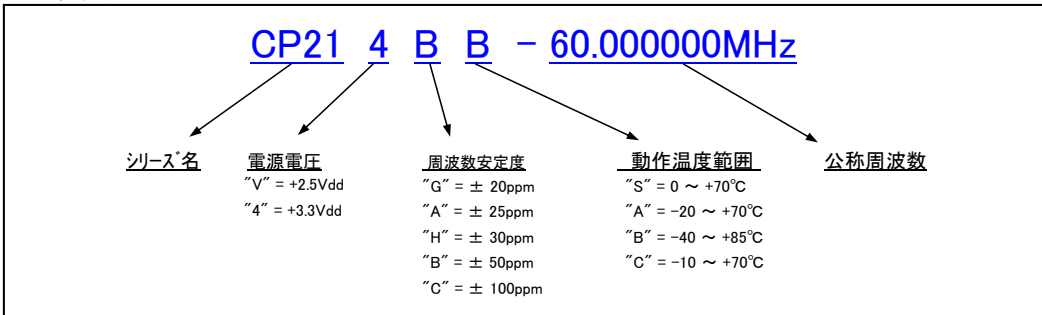 CP21 4 B B - 60.000000MHz
ｼﾘｰｽﾞ名 電源電圧 周波数安定度 動作温度範囲 公称周波数
"V" = +2.5Vdd "G" = ± 20ppm "S" = 0 ～ +70℃
"4" = +3.3Vdd "A" = ± 25ppm "A" = -20 ～ +70℃
"H" = ± 30ppm "B" = -40 ～ +85℃
"B" = ± 50ppm "C" = -10 ～ +70℃
"C" = ± 100ppm